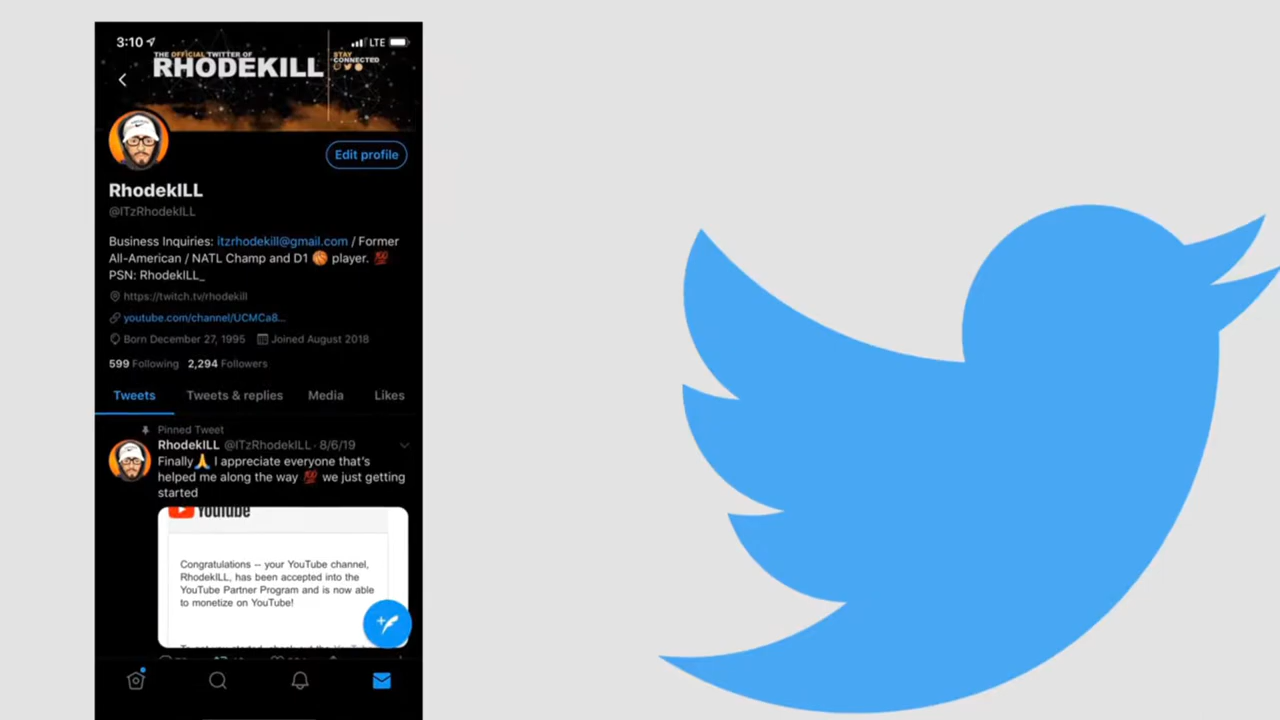 3:10
LTE
THE OFFICIAL TWITTER OF
RHODEKILL
STAY
CONNECTED
Edit profile
RhodekILL
@ITzRhodekILL
Business Inquiries: itzrhodekill@gmail.com / Former
All-American / NATL Champ and D1 🏀 player. 💯
PSN: RhodekILL_
https://twitch.tv/rhodekill
youtube.com/channel/UCMCa8...
Born December 27, 1995 Joined August 2018
599 Following 2,294 Followers
Tweets Tweets & replies Media Likes
Pinned Tweet
RhodekILL @ITzRhodekILL · 8/6/19
Finally🙏 I appreciate everyone that's
helped me along the way 💯 we just getting
started
YouTube
Congratulations -- your YouTube channel,
RhodekILL, has been accepted into the
YouTube Partner Program and is now able
to monetize on YouTube!